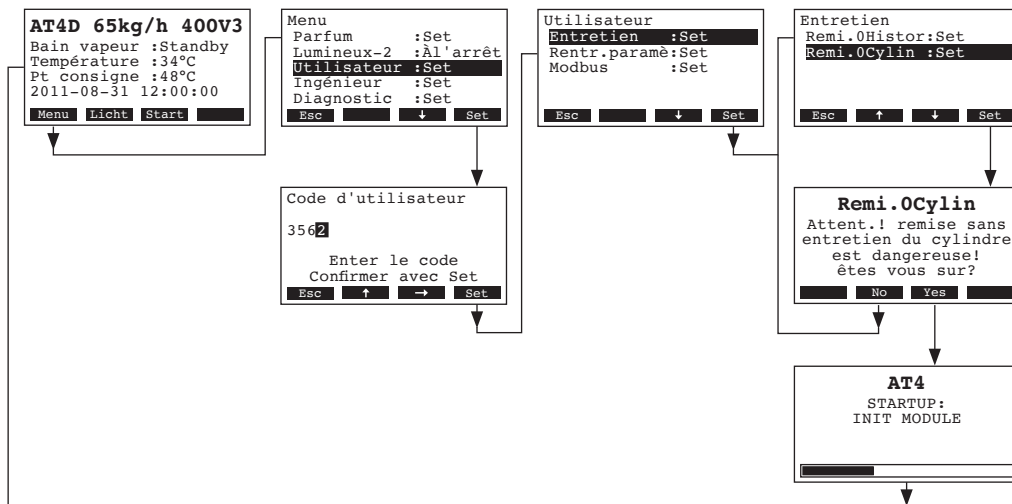 AT4D 65kg/h 400V3
Bain vapeur :Standby
Température :34°C
Pt consigne :48°C
2011-08-31 12:00:00
Menu Licht Start
Menu
Parfum :Set
Lumineux-2 :Àl'arrêt
Utilisateur :Set
Ingénieur :Set
Diagnostic :Set
Esc ↓ Set
Code d'utilisateur
3562
Enter le code
Confirmer avec Set
Esc ↑ → Set
Utilisateur
Entretien :Set
Rentr.paramè:Set
Modbus :Set
Esc ↓ Set
Entretien
Remi.0Histor:Set
Remi.0Cylin :Set
Esc ↑ ↓ Set
Remi.0Cylin
Attent.! remise sans
entretien du cylindre
est dangereuse!
êtes vous sur?
No Yes
AT4
STARTUP:
INIT MODULE